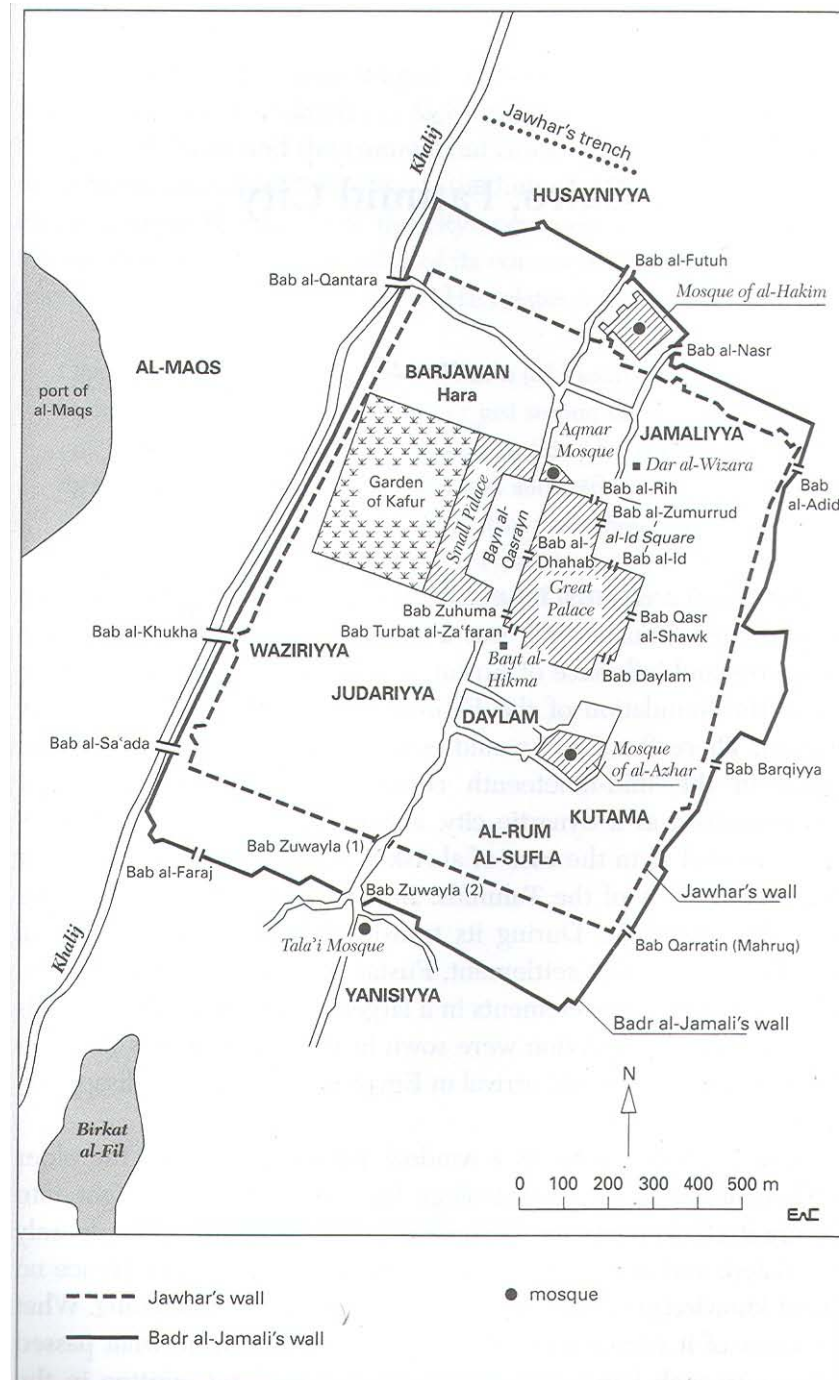 Jawhar's trench
Khalij
HUSAYNIYYA
Bab al-Futuh
Bab al-Qantara
Mosque of al-Hakim
Bab al-Nasr
AL-MAQS
port of
al-Maqs
BARJAWAN
Hara
Aqmar
Mosque
JAMALIYYA
Dar al-Wizara
Bab
al-Adid
Garden
of Kafur
Small Palace
Bayn al-
Qasrayn
Bab al-Rih
Bab al-Zumurrud
al-Id Square
Bab al-
Dhahab
Bab al-Id
Great
Palace
Bab Zuhuma
Bab Qasr
al-Shawk
Bab al-Khukha
WAZIRIYYA
Bab Turbat al-Za'faran
Bayt al-
Hikma
Bab Daylam
JUDARIYYA
DAYLAM
Bab al-Sa'ada
Mosque
of al-Azhar
Bab Barqiyya
KUTAMA
AL-RUM
AL-SUFLA
Bab Zuwayla (1)
Bab al-Faraj
Jawhar's wall
Bab Zuwayla (2)
Khalij
Tala'i Mosque
Bab Qarratin (Mahruq)
YANISIYYA
Badr al-Jamali's wall
N
Birkat
al-Fil
0 100 200 300 400 500 m
Jawhar's wall
mosque
Badr al-Jamali's wall